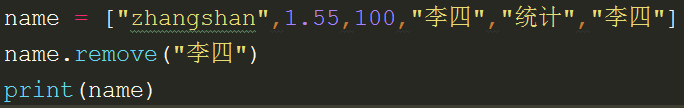 name = ["zhangshan",1.55,100,"李四","统计","李四"]
name.remove("李四")
print(name)